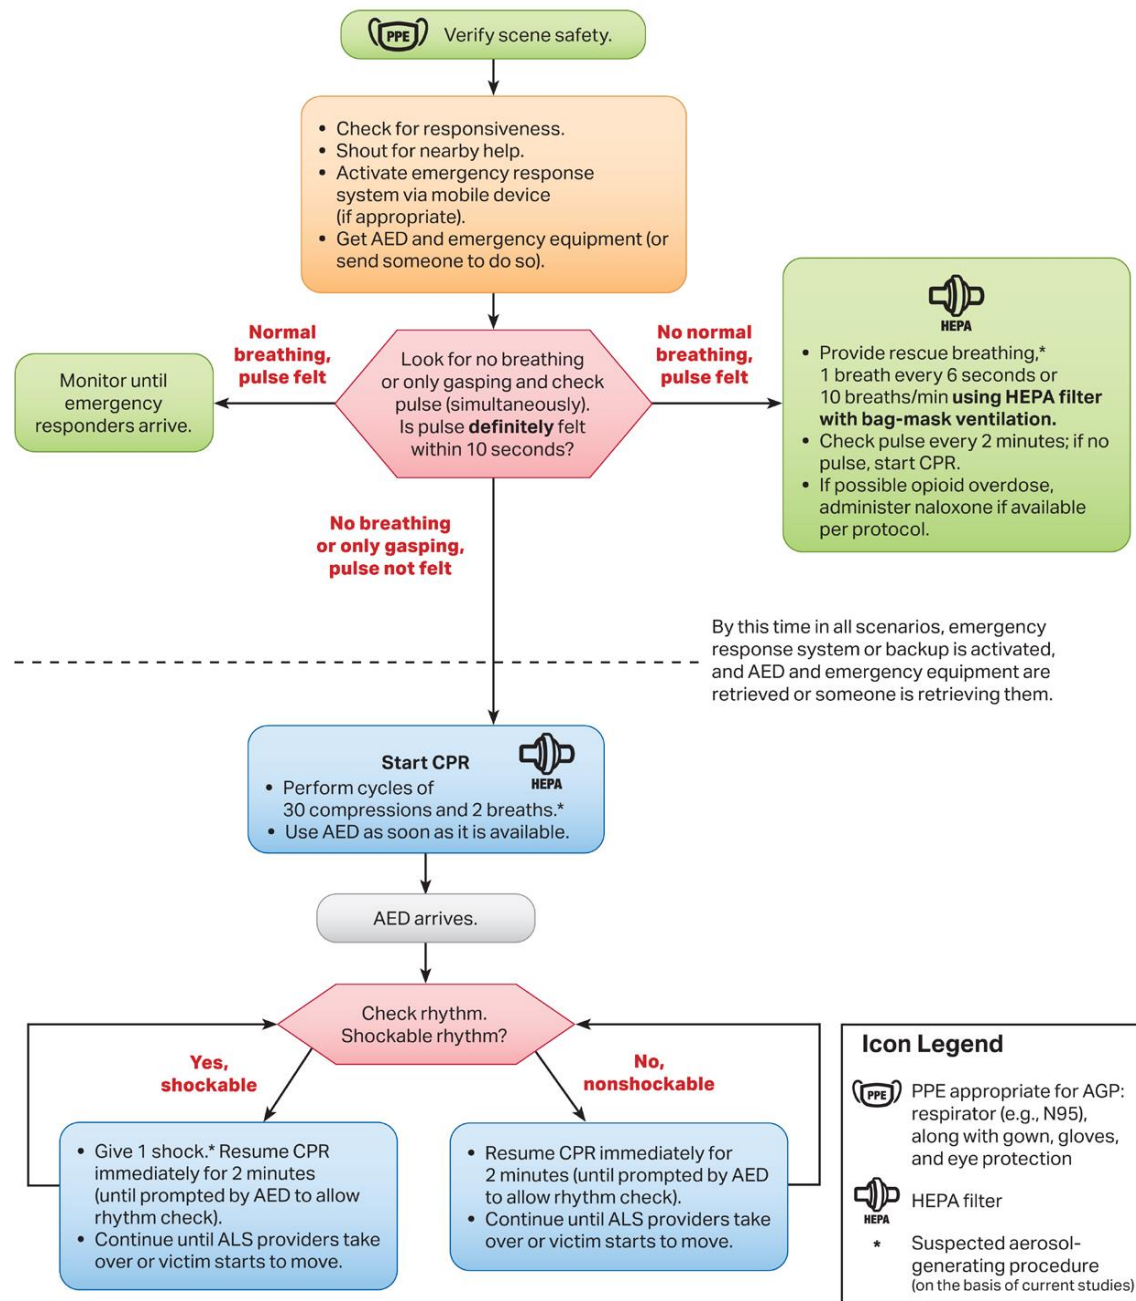 PPE Verify scene safety.
• Check for responsiveness.
• Shout for nearby help.
• Activate emergency response
system via mobile device
(if appropriate).
• Get AED and emergency equipment (or
send someone to do so).
Normal
breathing,
pulse felt
Monitor until
emergency
responders arrive.
Look for no breathing
or only gasping and check
pulse (simultaneously).
Is pulse definitely felt
within 10 seconds?
No normal
breathing,
pulse felt
HEPA
• Provide rescue breathing,*
1 breath every 6 seconds or
10 breaths/min using HEPA filter
with bag-mask ventilation.
• Check pulse every 2 minutes; if no
pulse, start CPR.
• If possible opioid overdose,
administer naloxone if available
per protocol.
No breathing
or only gasping,
pulse not felt
By this time in all scenarios, emergency
response system or backup is activated,
and AED and emergency equipment are
retrieved or someone is retrieving them.
Start CPR
HEPA
• Perform cycles of
30 compressions and 2 breaths.*
• Use AED as soon as it is available.
AED arrives.
Check rhythm.
Shockable rhythm?
Yes,
shockable
No,
nonshockable
• Give 1 shock.* Resume CPR
immediately for 2 minutes
(until prompted by AED to allow
rhythm check).
• Continue until ALS providers take
over or victim starts to move.
• Resume CPR immediately for
2 minutes (until prompted by AED
to allow rhythm check).
• Continue until ALS providers take
over or victim starts to move.
Icon Legend
PPE PPE appropriate for AGP:
respirator (e.g., N95),
along with gown, gloves,
and eye protection
HEPA HEPA filter
* Suspected aerosol-
generating procedure
(on the basis of current studies)